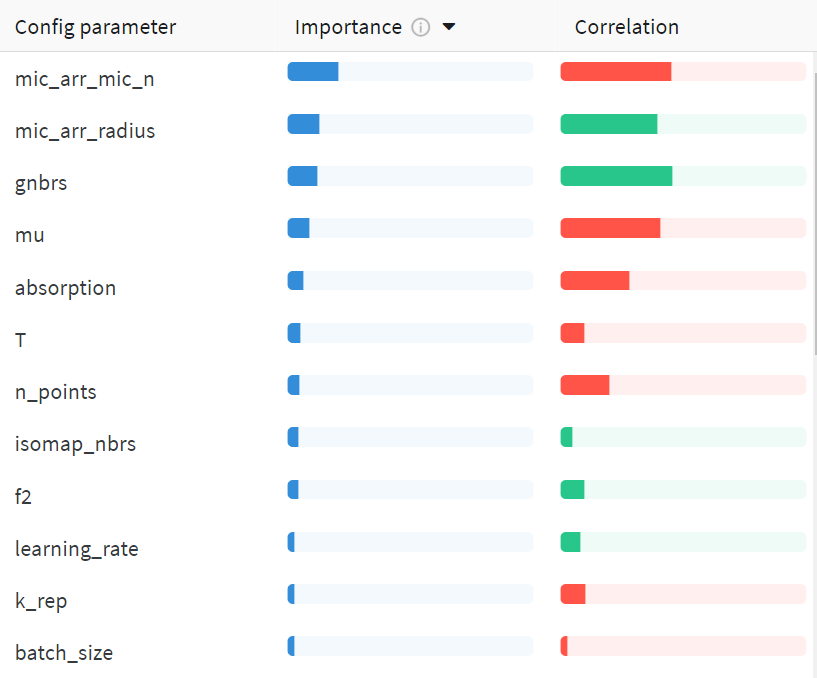 Config parameter Importance Correlation
mic_arr_mic_n
mic_arr_radius
gnbrs
mu
absorption
T
n_points
isomap_nbrs
f2
learning_rate
k_rep
batch_size